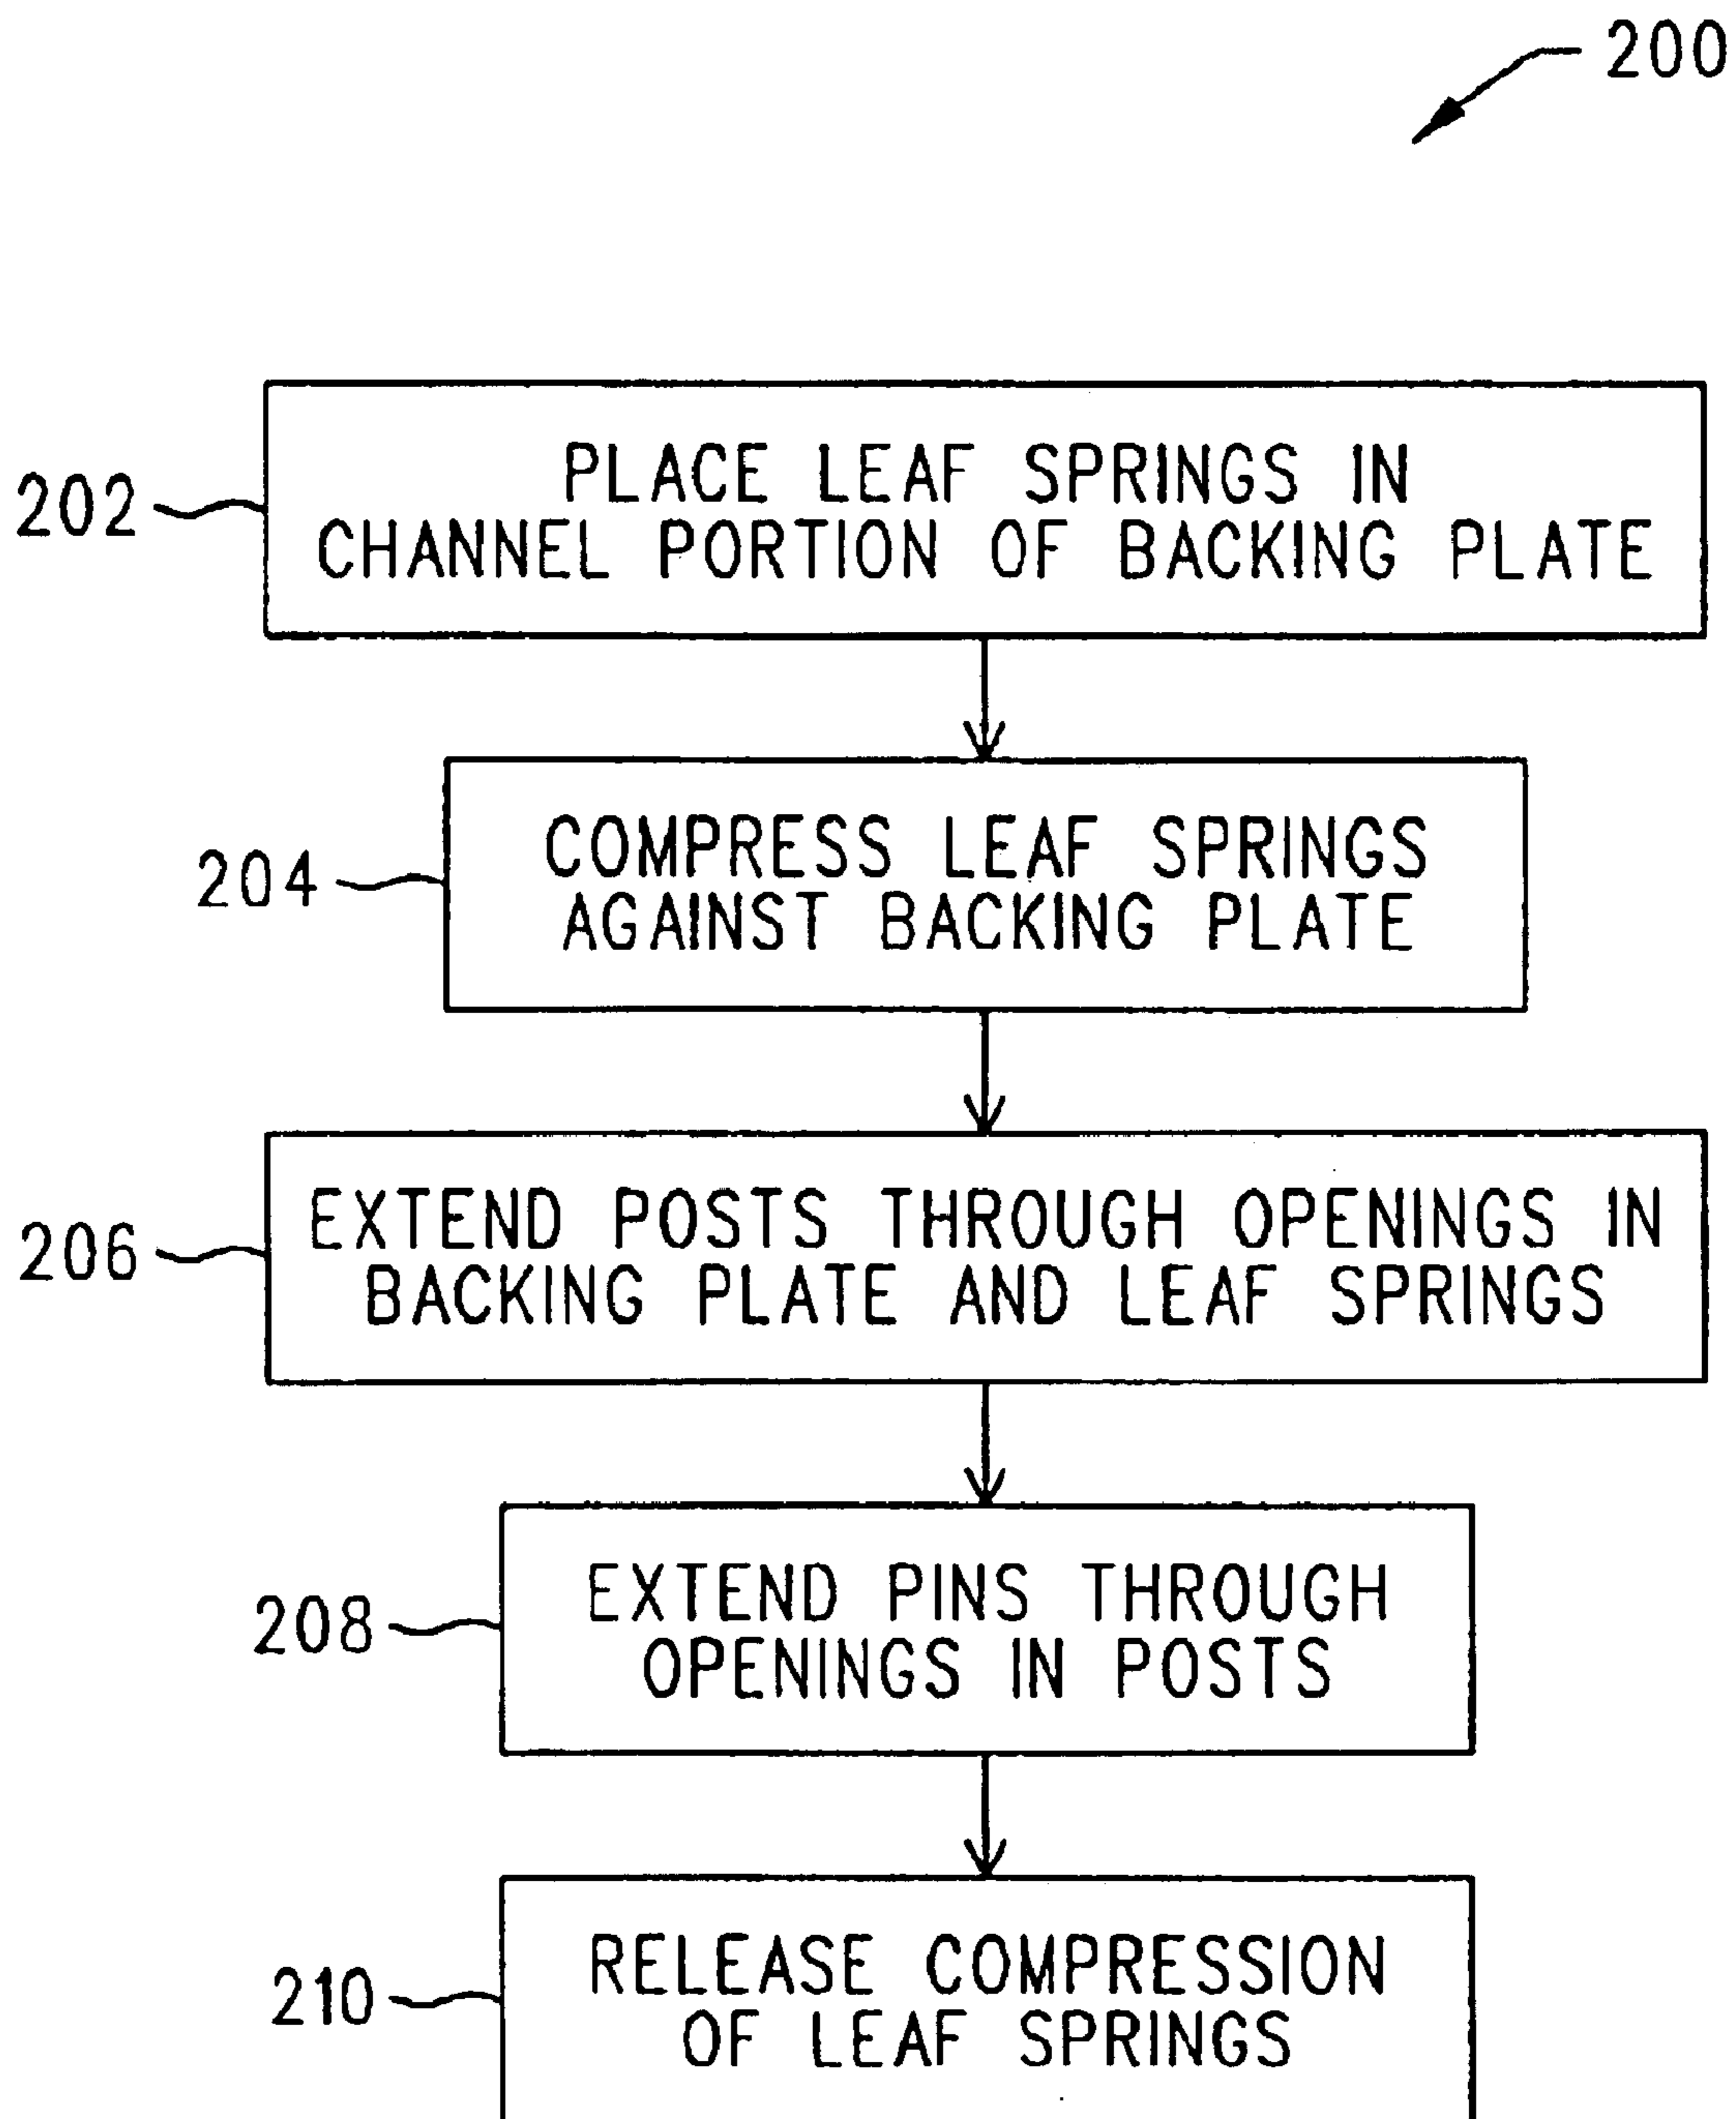 200
202
PLACE LEAF SPRINGS IN
CHANNEL PORTION OF BACKING PLATE
204
COMPRESS LEAF SPRINGS
AGAINST BACKING PLATE
206
EXTEND POSTS THROUGH OPENINGS IN
BACKING PLATE AND LEAF SPRINGS
208
EXTEND PINS THROUGH
OPENINGS IN POSTS
210
RELEASE COMPRESSION
OF LEAF SPRINGS